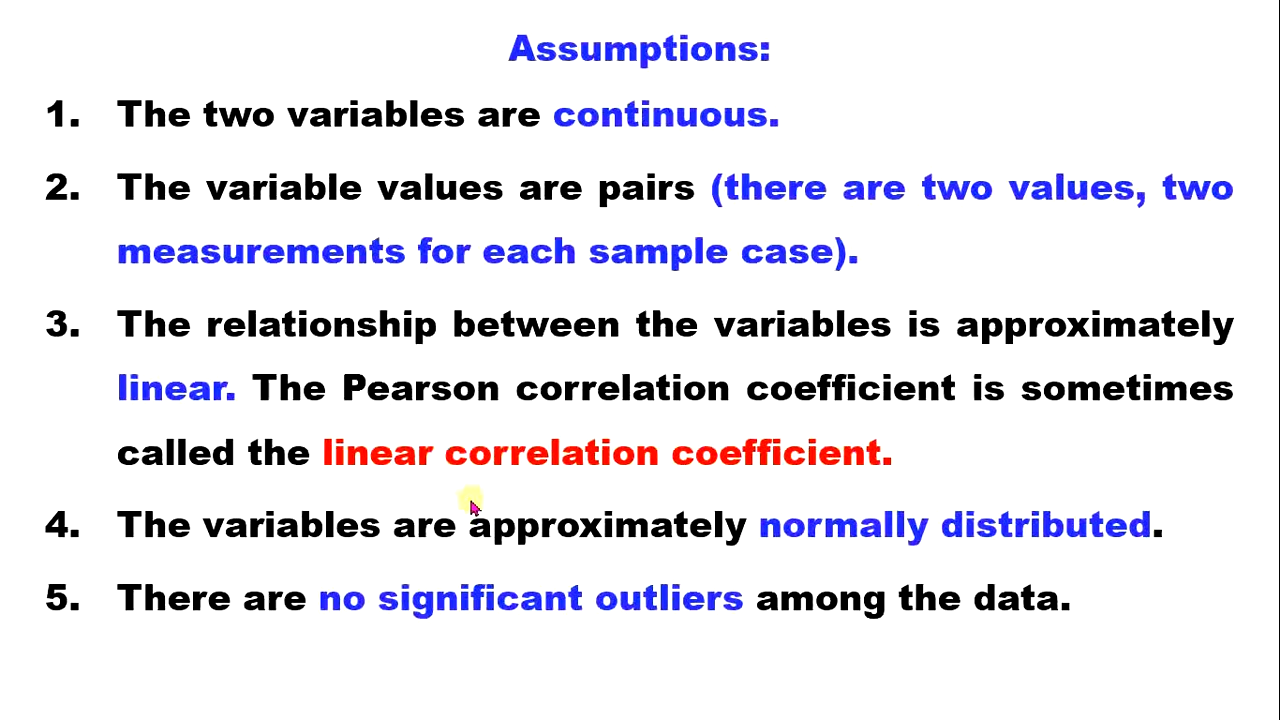 Assumptions:
1. The two variables are continuous.
2. The variable values are pairs (there are two values, two
measurements for each sample case).
3. The relationship between the variables is approximately
linear. The Pearson correlation coefficient is sometimes
called the linear correlation coefficient.
4. The variables are approximately normally distributed.
5. There are no significant outliers among the data.